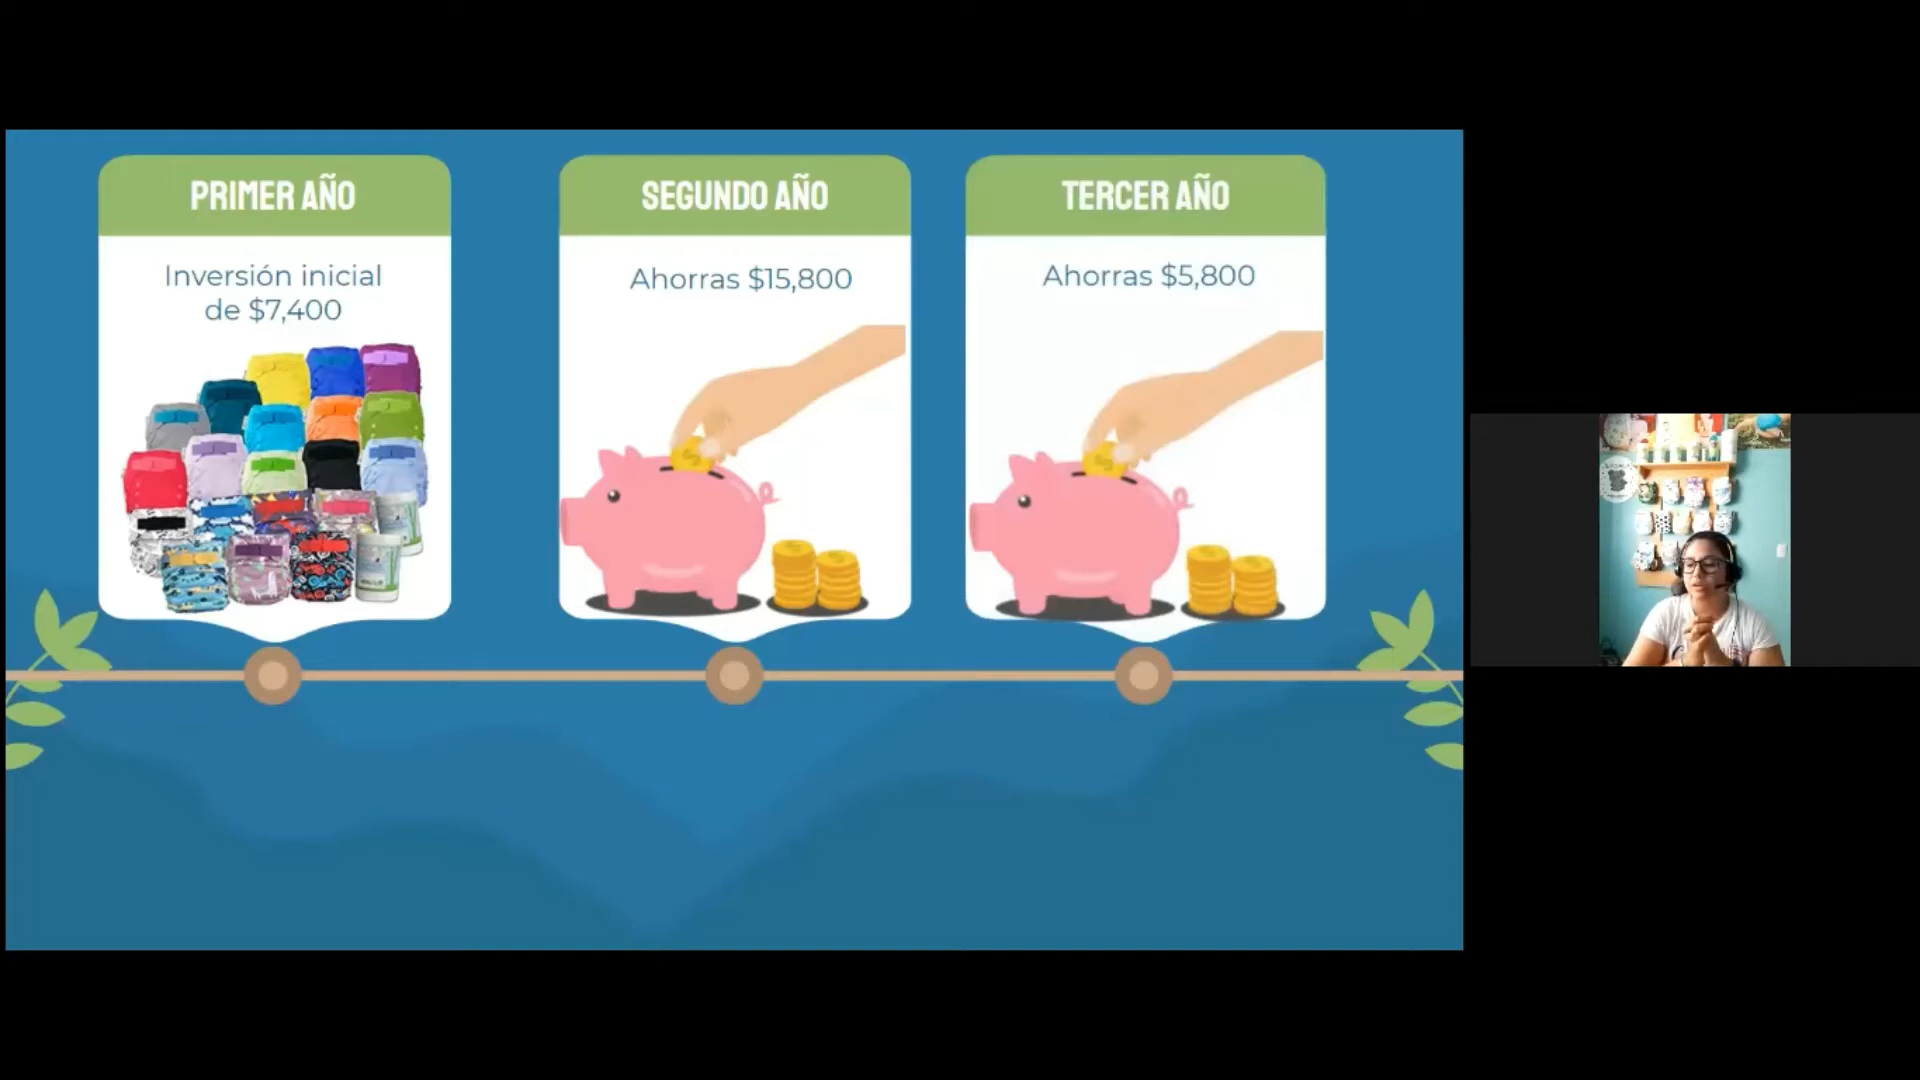 PRIMER AÑO
Inversión inicial
de $7,400
SEGUNDO AÑO
Ahorras $15,800
TERCER AÑO
Ahorras $5,800